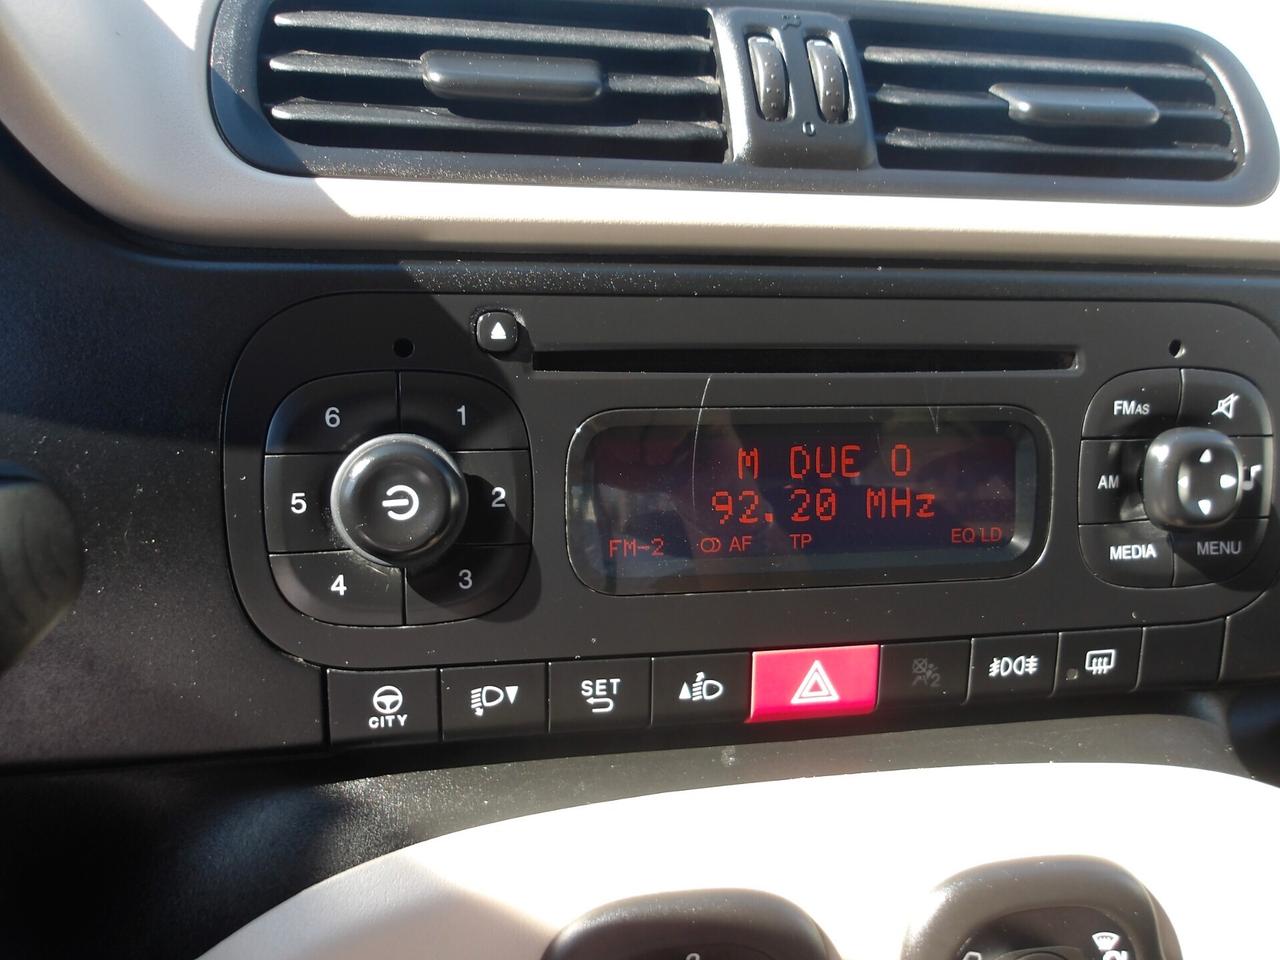 0
6
1
5
2
4
3
M DUE O
92.20 MHz
FM-2 AF TP EQ LD
FMAS
AM
MEDIA
MENU
CITY
SET
2